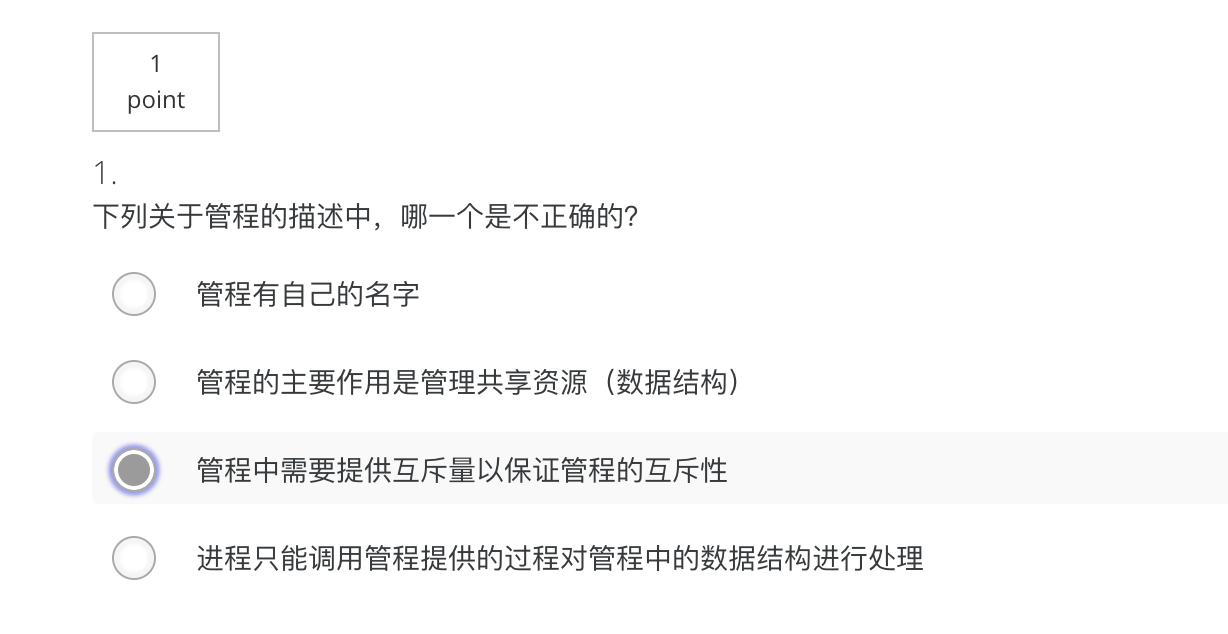 1
point
1.
下列关于管程的描述中，哪一个是不正确的?
管程有自己的名字
管程的主要作用是管理共享资源（数据结构）
管程中需要提供互斥量以保证管程的互斥性
进程只能调用管程提供的过程对管程中的数据结构进行处理